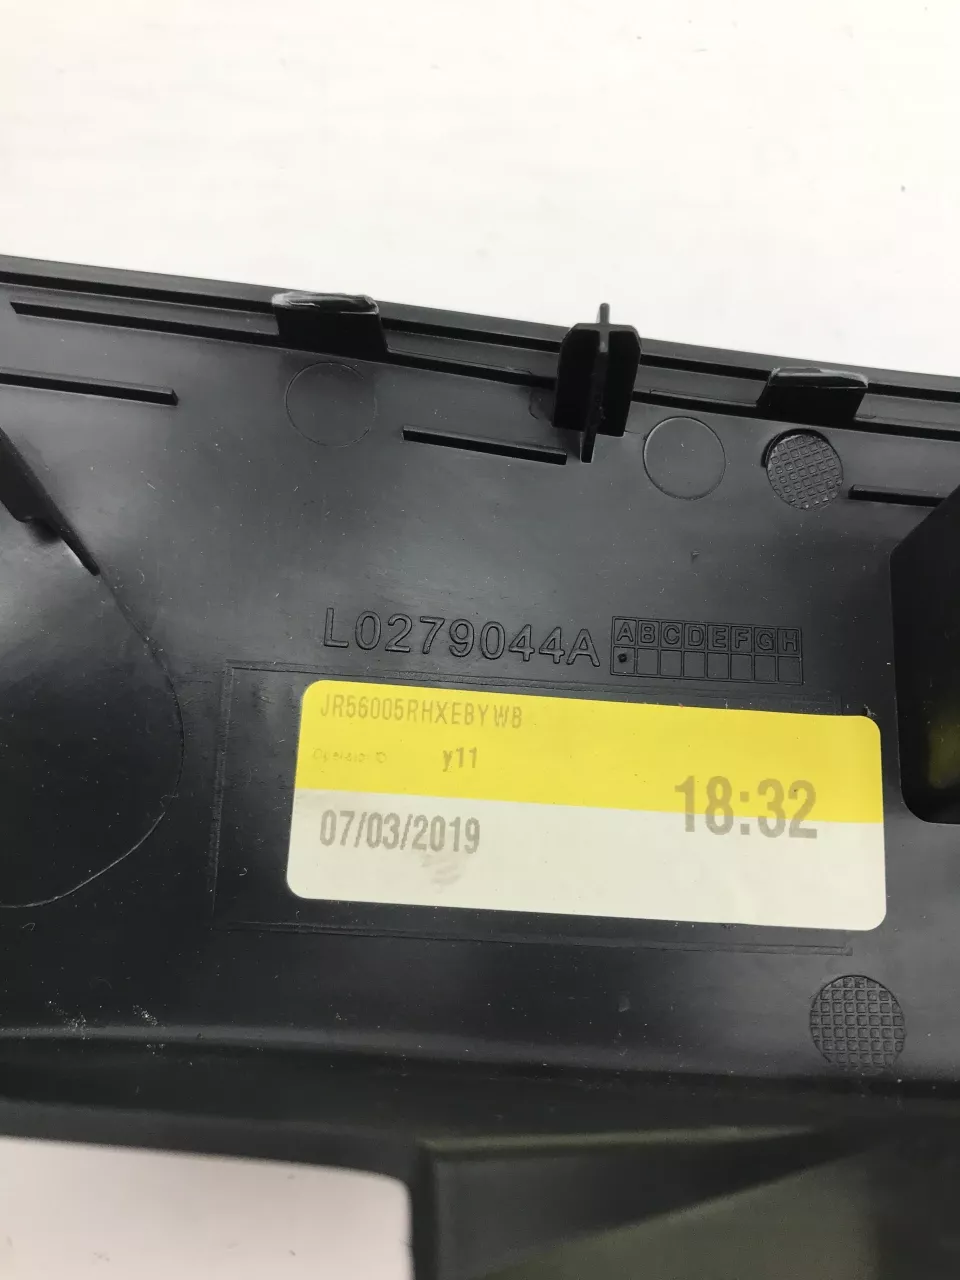 L0279044A ABCDEFGH
JR56005RHXEBYWB
y11
07/03/2019 18:32